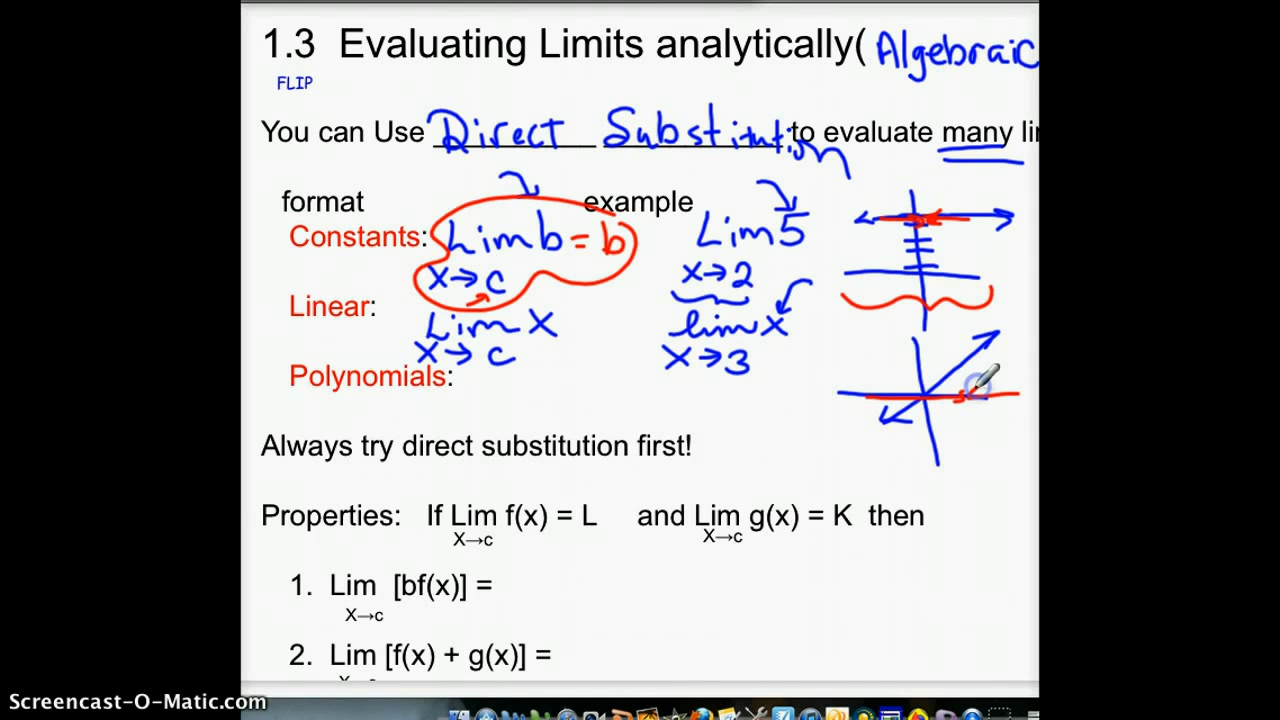 1.3 Evaluating Limits analytically( Algebraic
FLIP
You can Use Direct Substitution to evaluate many li
format example
Constants: Lim b = b Lim 5
x→c x→2
Linear: Lim x lim x
x→c x→3
Polynomials:
Always try direct substitution first!
Properties: If Lim f(x) = L and Lim g(x) = K then
X→c X→c
1. Lim [bf(x)] =
X→c
2. Lim [f(x) + g(x)] =
Screencast-O-Matic.com